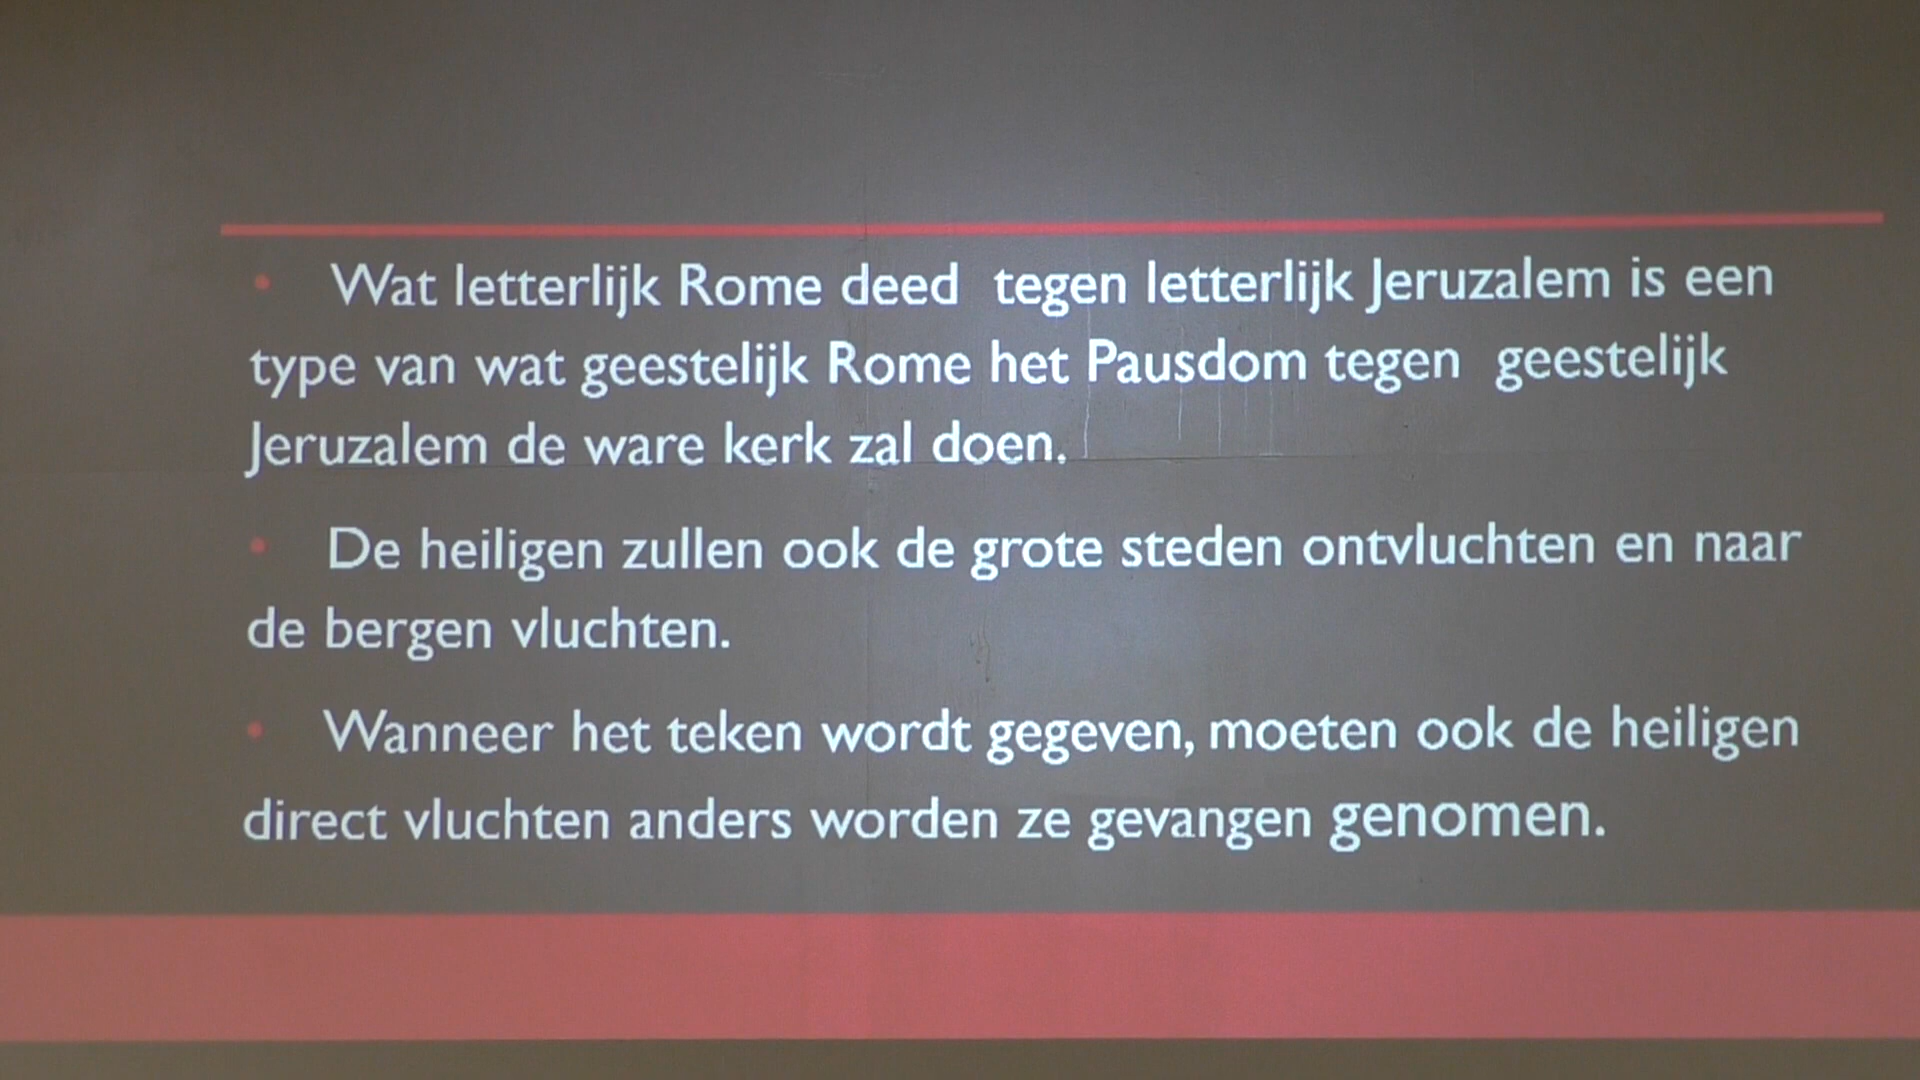 • Wat letterlijk Rome deed tegen letterlijk Jeruzalem is een
type van wat geestelijk Rome het Pausdom tegen geestelijk
Jeruzalem de ware kerk zal doen.
• De heiligen zullen ook de grote steden ontvluchten en naar
de bergen vluchten.
• Wanneer het teken wordt gegeven, moeten ook de heiligen
direct vluchten anders worden ze gevangen genomen.